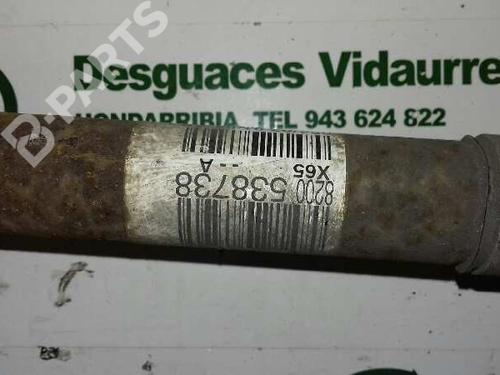 B-PARTS
Desguaces Vidaurre
HONDARRIBIA, TEL 943 624 822
8200 538738
X65 -- A